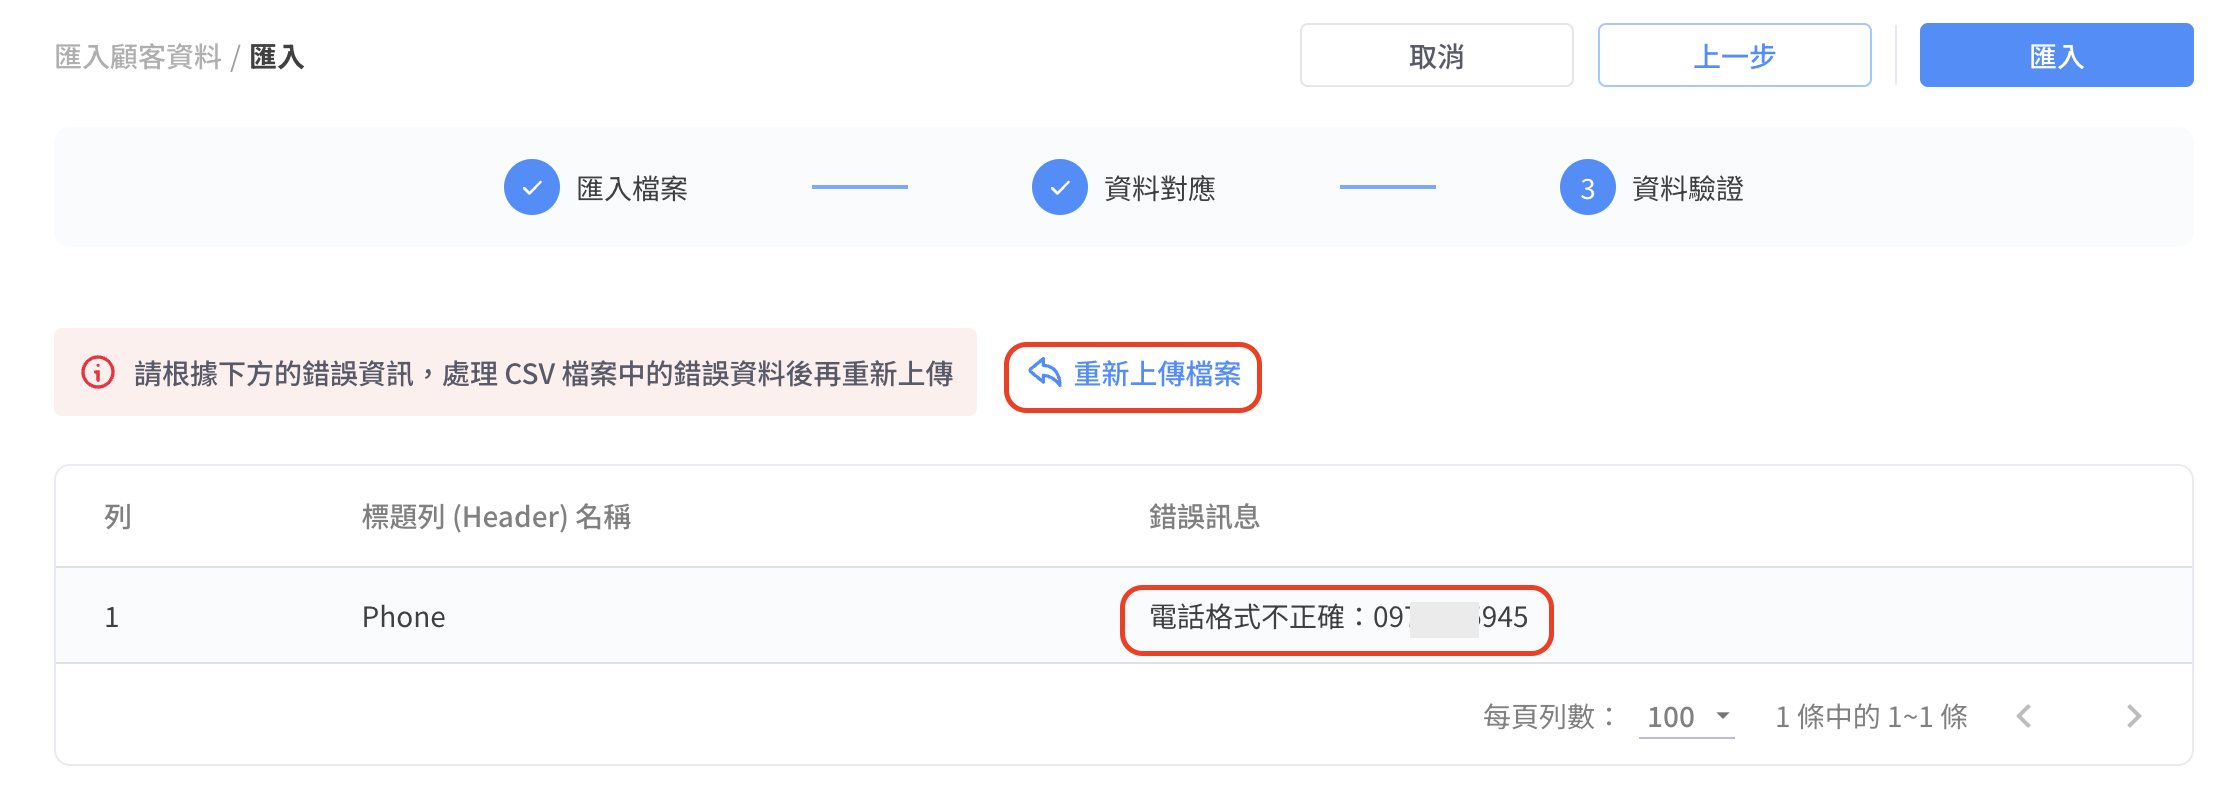 匯入顧客資料 / 匯入
取消
上一步
匯入
匯入檔案
資料對應
3 資料驗證
請根據下方的錯誤資訊，處理 CSV 檔案中的錯誤資料後再重新上傳
重新上傳檔案
列 標題列 (Header) 名稱 錯誤訊息
1 Phone 電話格式不正確：097 5945
每頁列數： 100 1 條中的 1~1 條